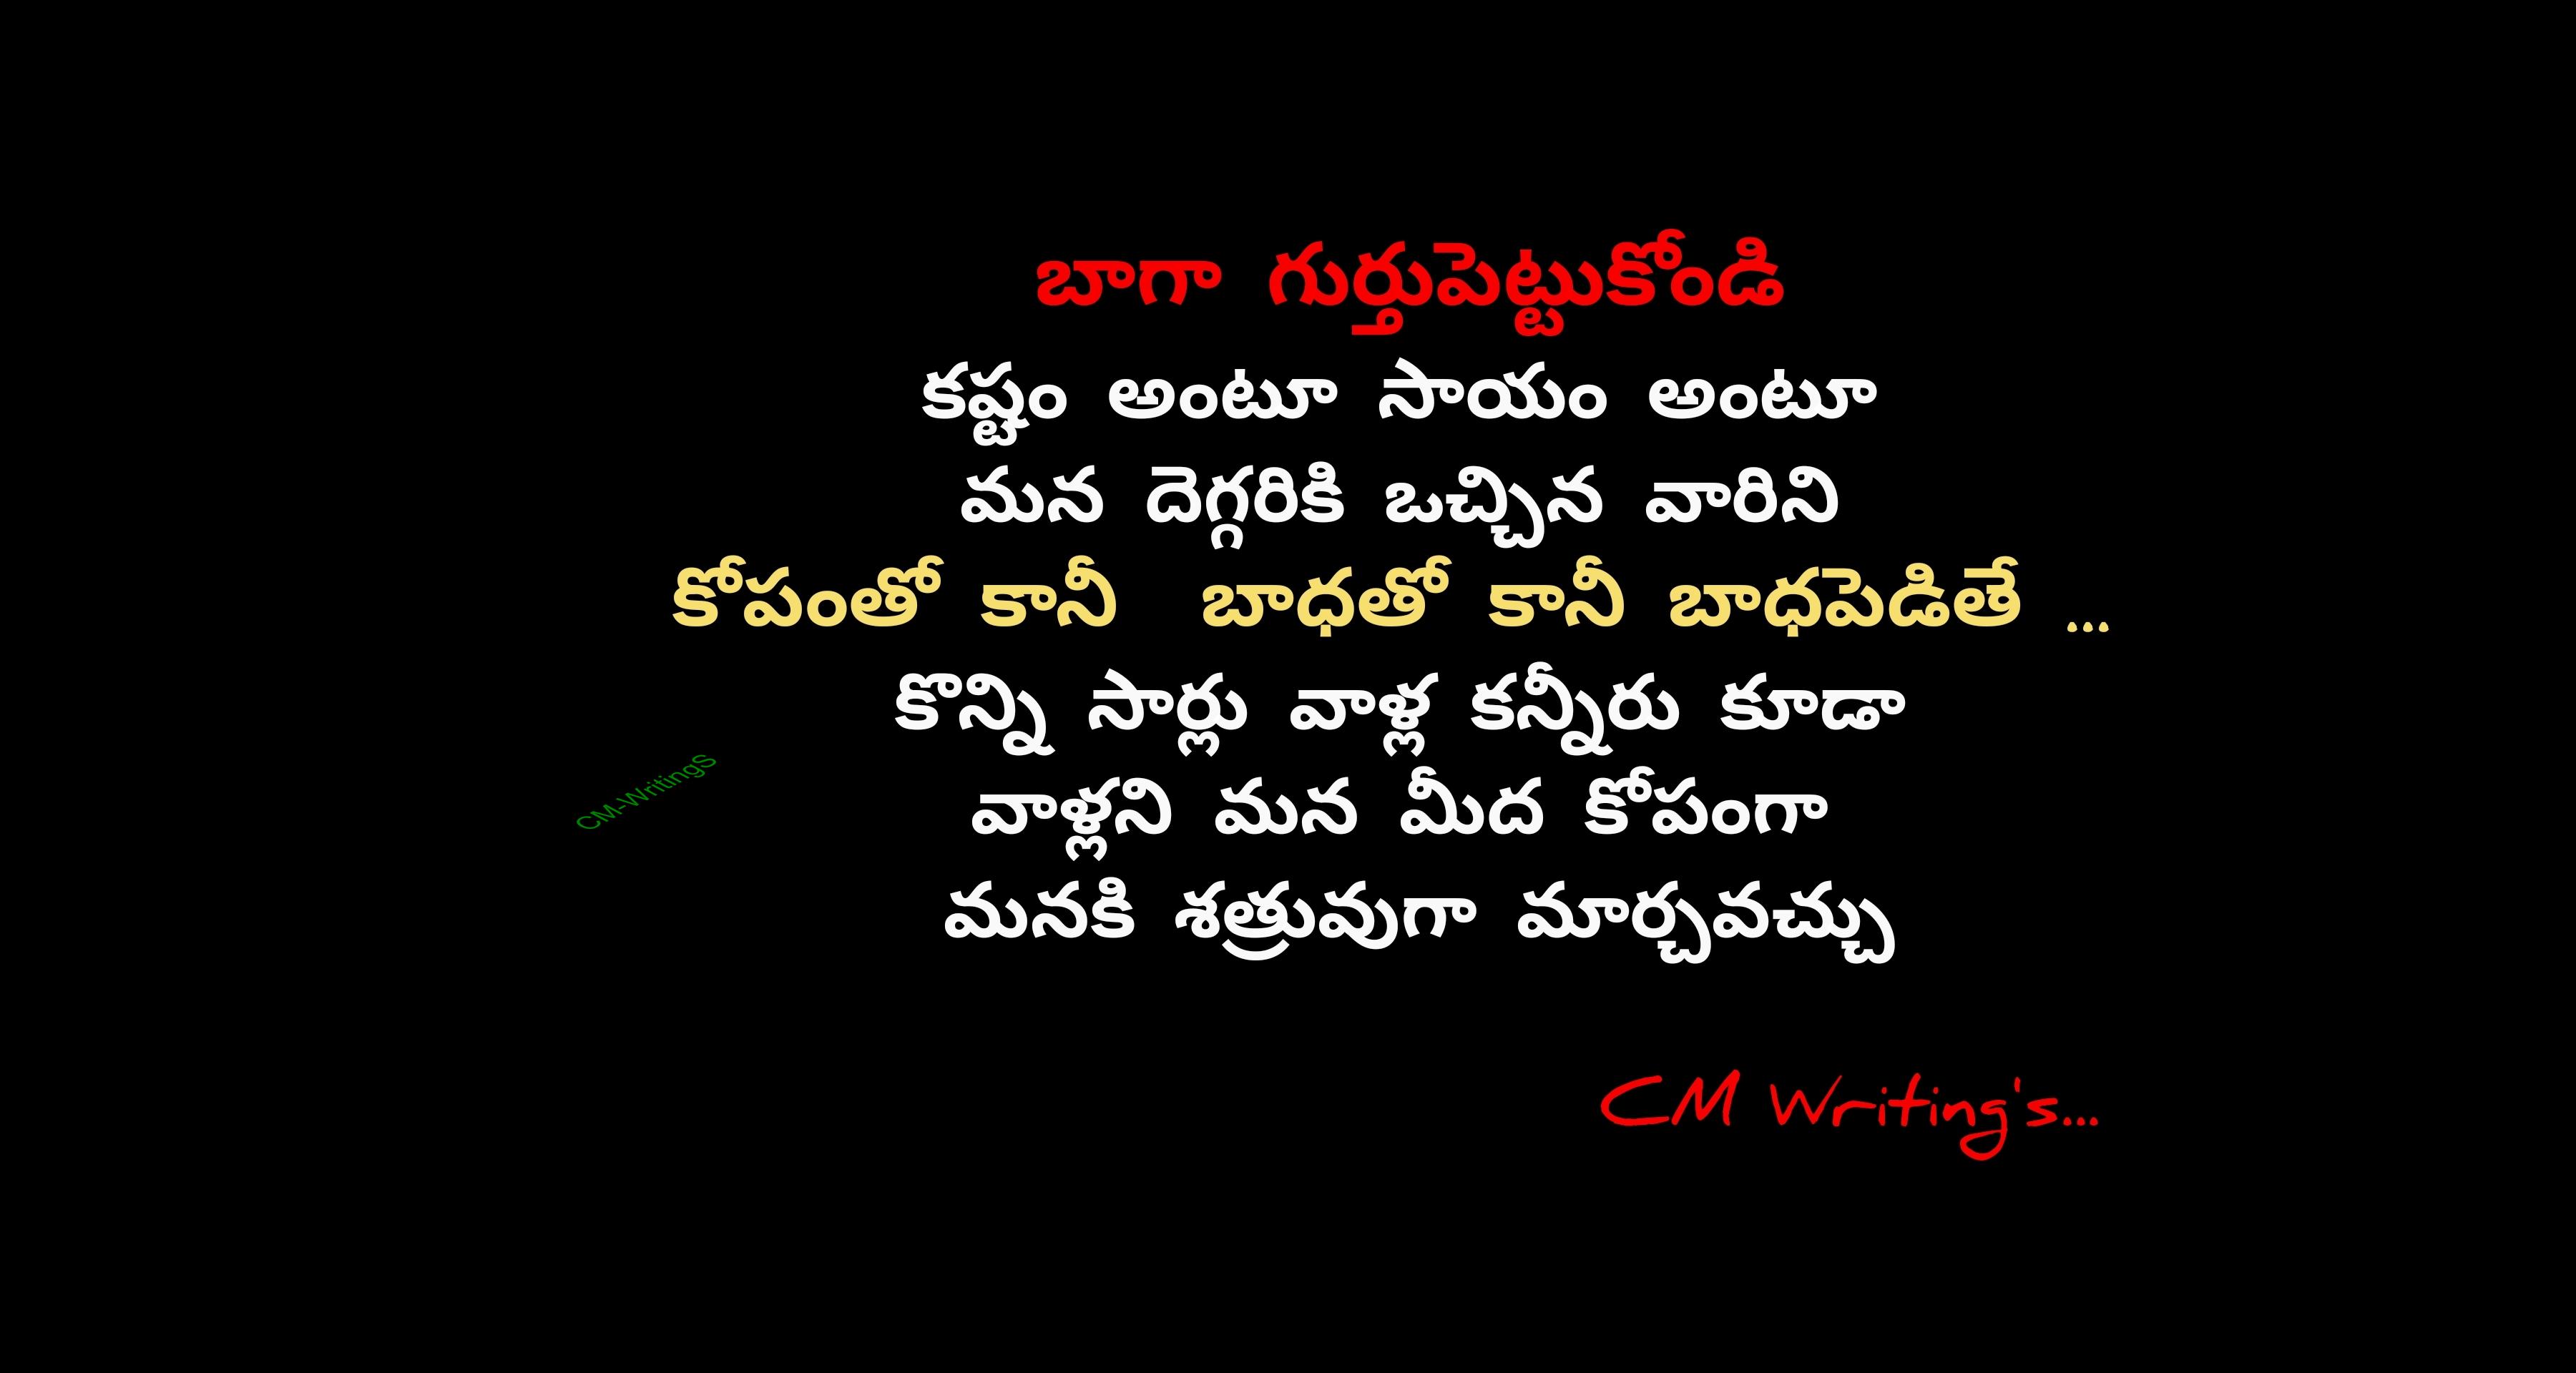 బాగా గుర్తుపెట్టుకోండి
కష్టం అంటూ సాయం అంటూ
మన దెగ్గరికి ఒచ్చిన వారిని
కోపంతో కానీ బాధతో కానీ బాధపెడితే ...
కొన్ని సార్లు వాళ్ల కన్నీరు కూడా
వాళ్లని మన మీద కోపంగా
మనకి శత్రువుగా మార్చవచ్చు
CM-WritingS
CM Writing's...